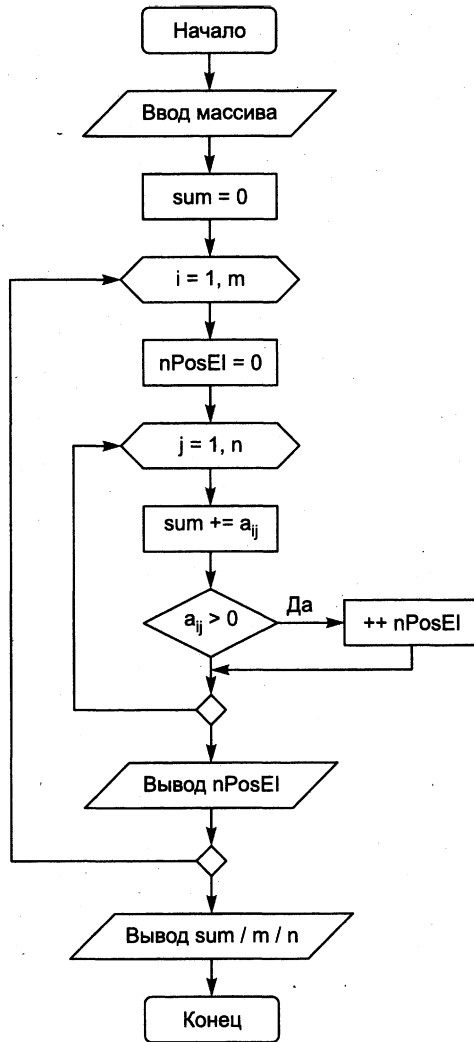 Начало
Ввод массива
sum = 0
i = 1, m
nPosEl = 0
j = 1, n
sum += aij
aij > 0
Да
++ nPosEl
Вывод nPosEl
Вывод sum / m / n
Конец